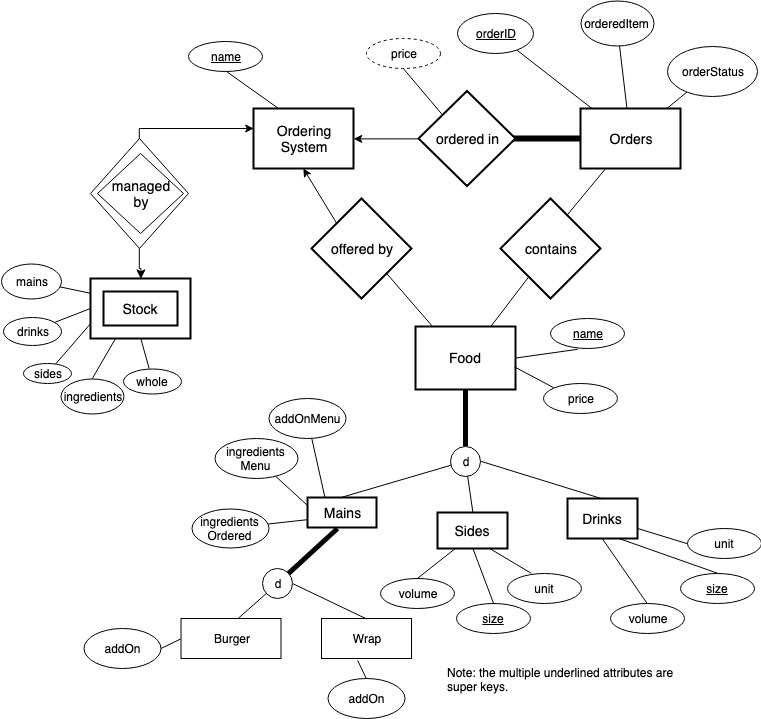 orderID
orderedItem
name
price
orderStatus
Ordering
System
ordered in
Orders
managed
by
offered by
contains
mains
Stock
drinks
sides
ingredients
whole
Food
name
price
addOnMenu
ingredients
Menu
d
ingredients
Ordered
Mains
Sides
Drinks
unit
d
volume
unit
size
size
volume
Burger
Wrap
addOn
addOn
Note: the multiple underlined attributes are
super keys.